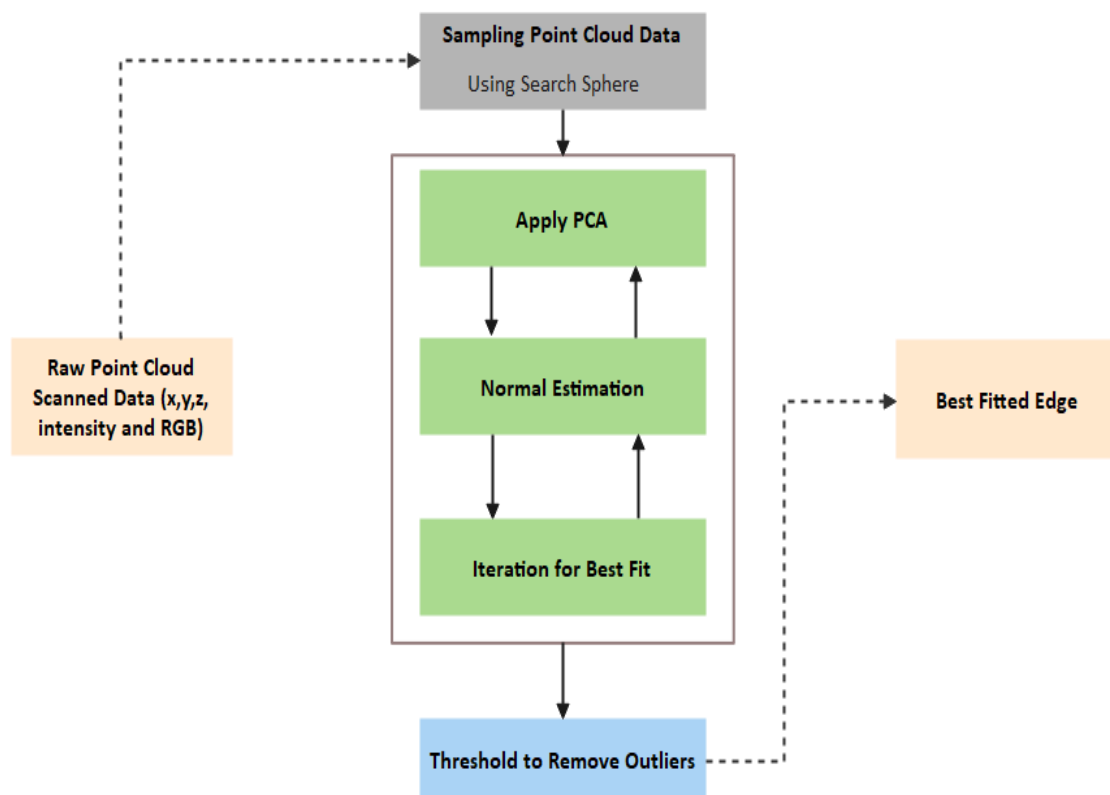 Sampling Point Cloud Data
Using Search Sphere
Apply PCA
Normal Estimation
Iteration for Best Fit
Raw Point Cloud
Scanned Data (x,y,z,
intensity and RGB)
Best Fitted Edge
Threshold to Remove Outliers